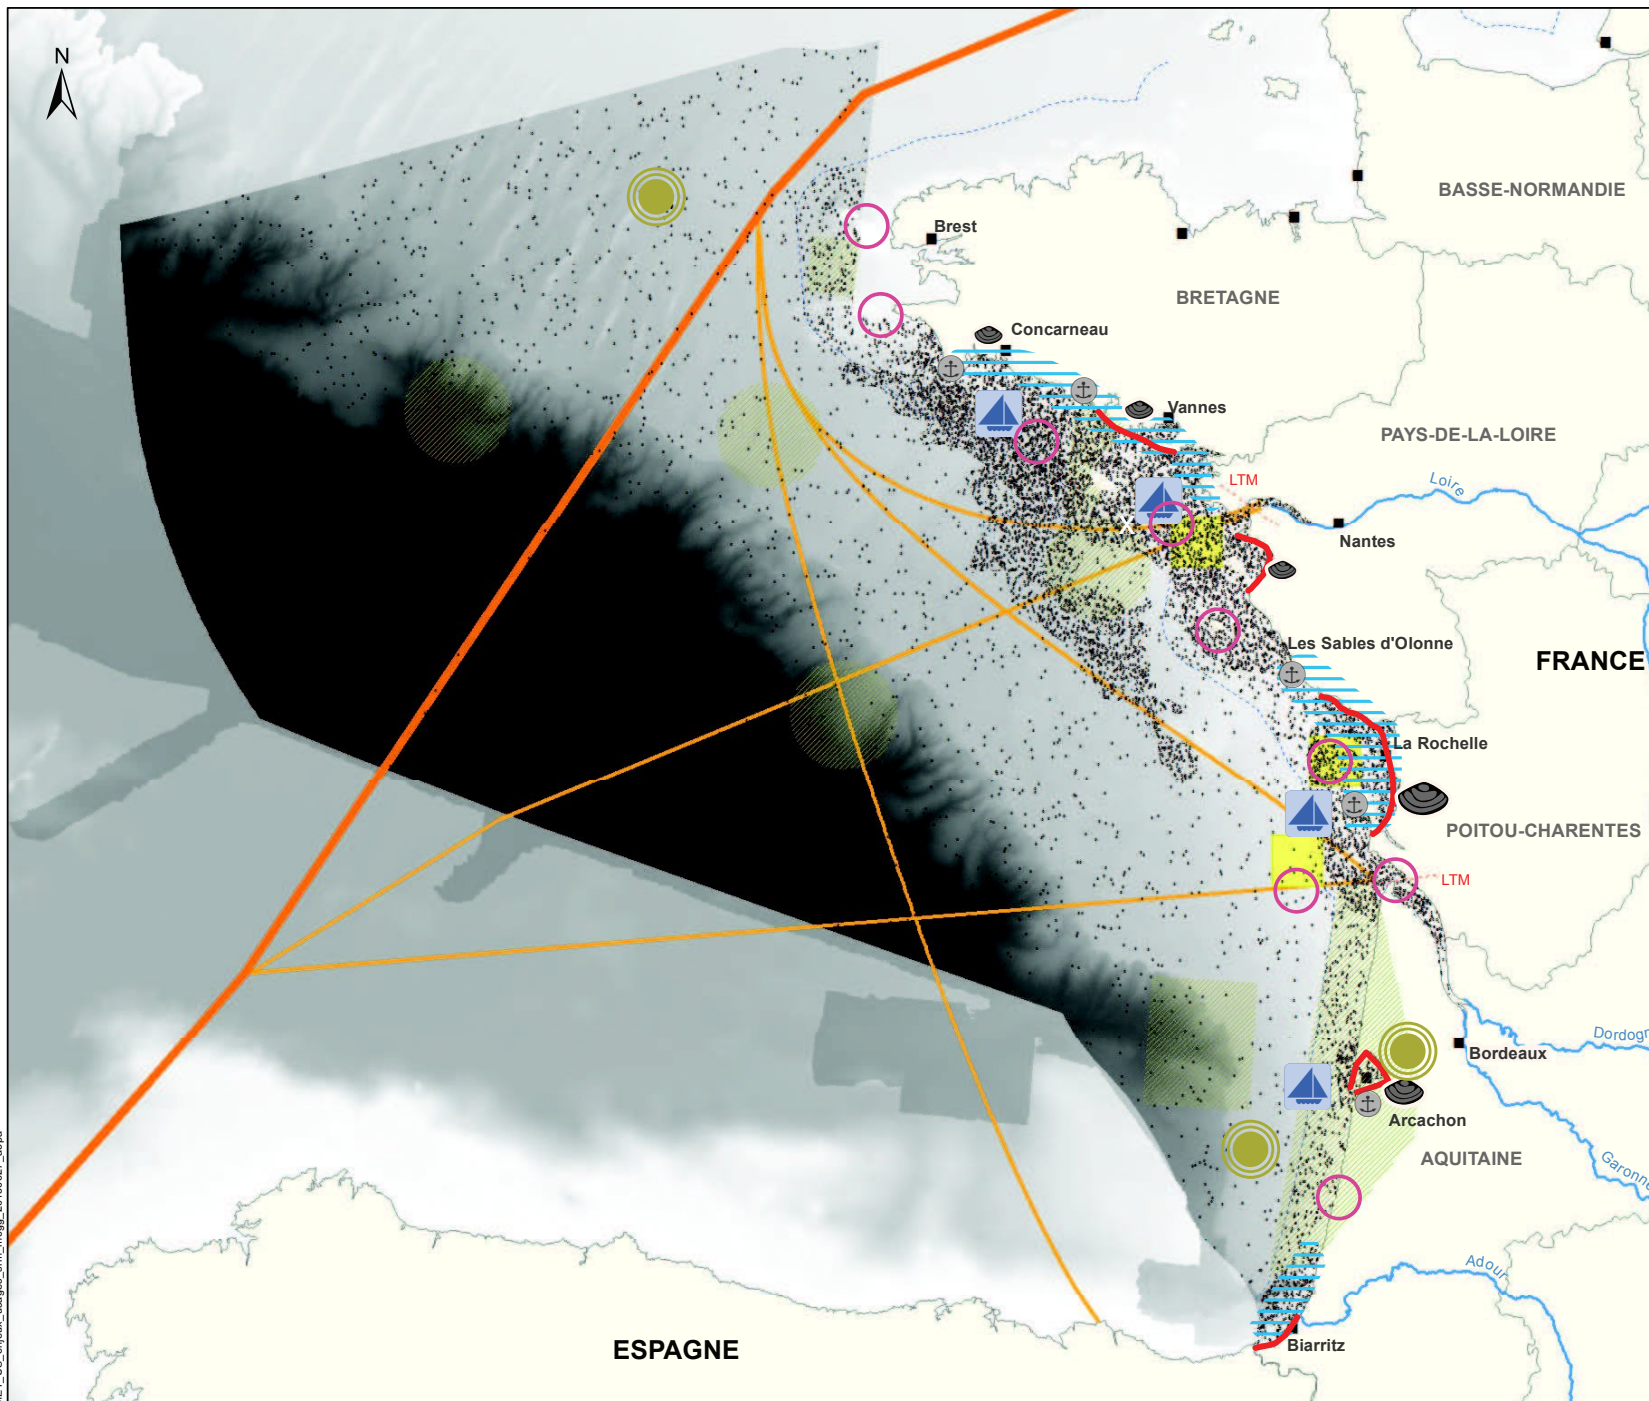 N
BASSE-NORMANDIE
Brest
BRETAGNE
Concarneau
Vannes
PAYS-DE-LA-LOIRE
LTM
Loire
X
Nantes
Les Sables d'Olonne
FRANCE
La Rochelle
POITOU-CHARENTES
LTM
Dordogn
Bordeaux
Arcachon
AQUITAINE
Garonne
Adour
Biarritz
ESPAGNE